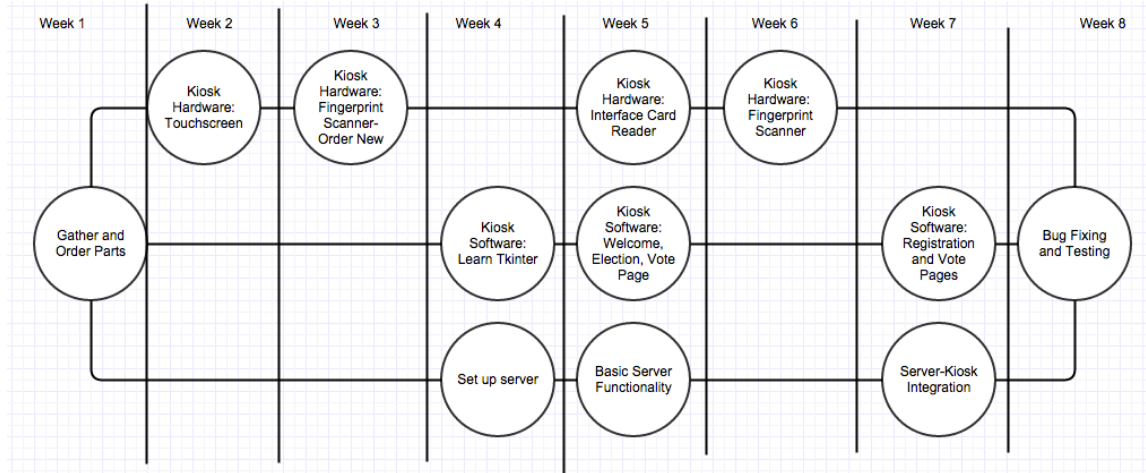 Week 1
Week 2
Week 3
Week 4
Week 5
Week 6
Week 7
Week 8
Kiosk
Hardware:
Touchscreen
Kiosk
Hardware:
Fingerprint
Scanner-
Order New
Kiosk
Hardware:
Interface Card
Reader
Kiosk
Hardware:
Fingerprint
Scanner
Gather and
Order Parts
Kiosk
Software:
Learn Tkinter
Kiosk
Software:
Welcome,
Election, Vote
Page
Kiosk
Software:
Registration
and Vote
Pages
Bug Fixing
and Testing
Set up server
Basic Server
Functionality
Server-Kiosk
Integration